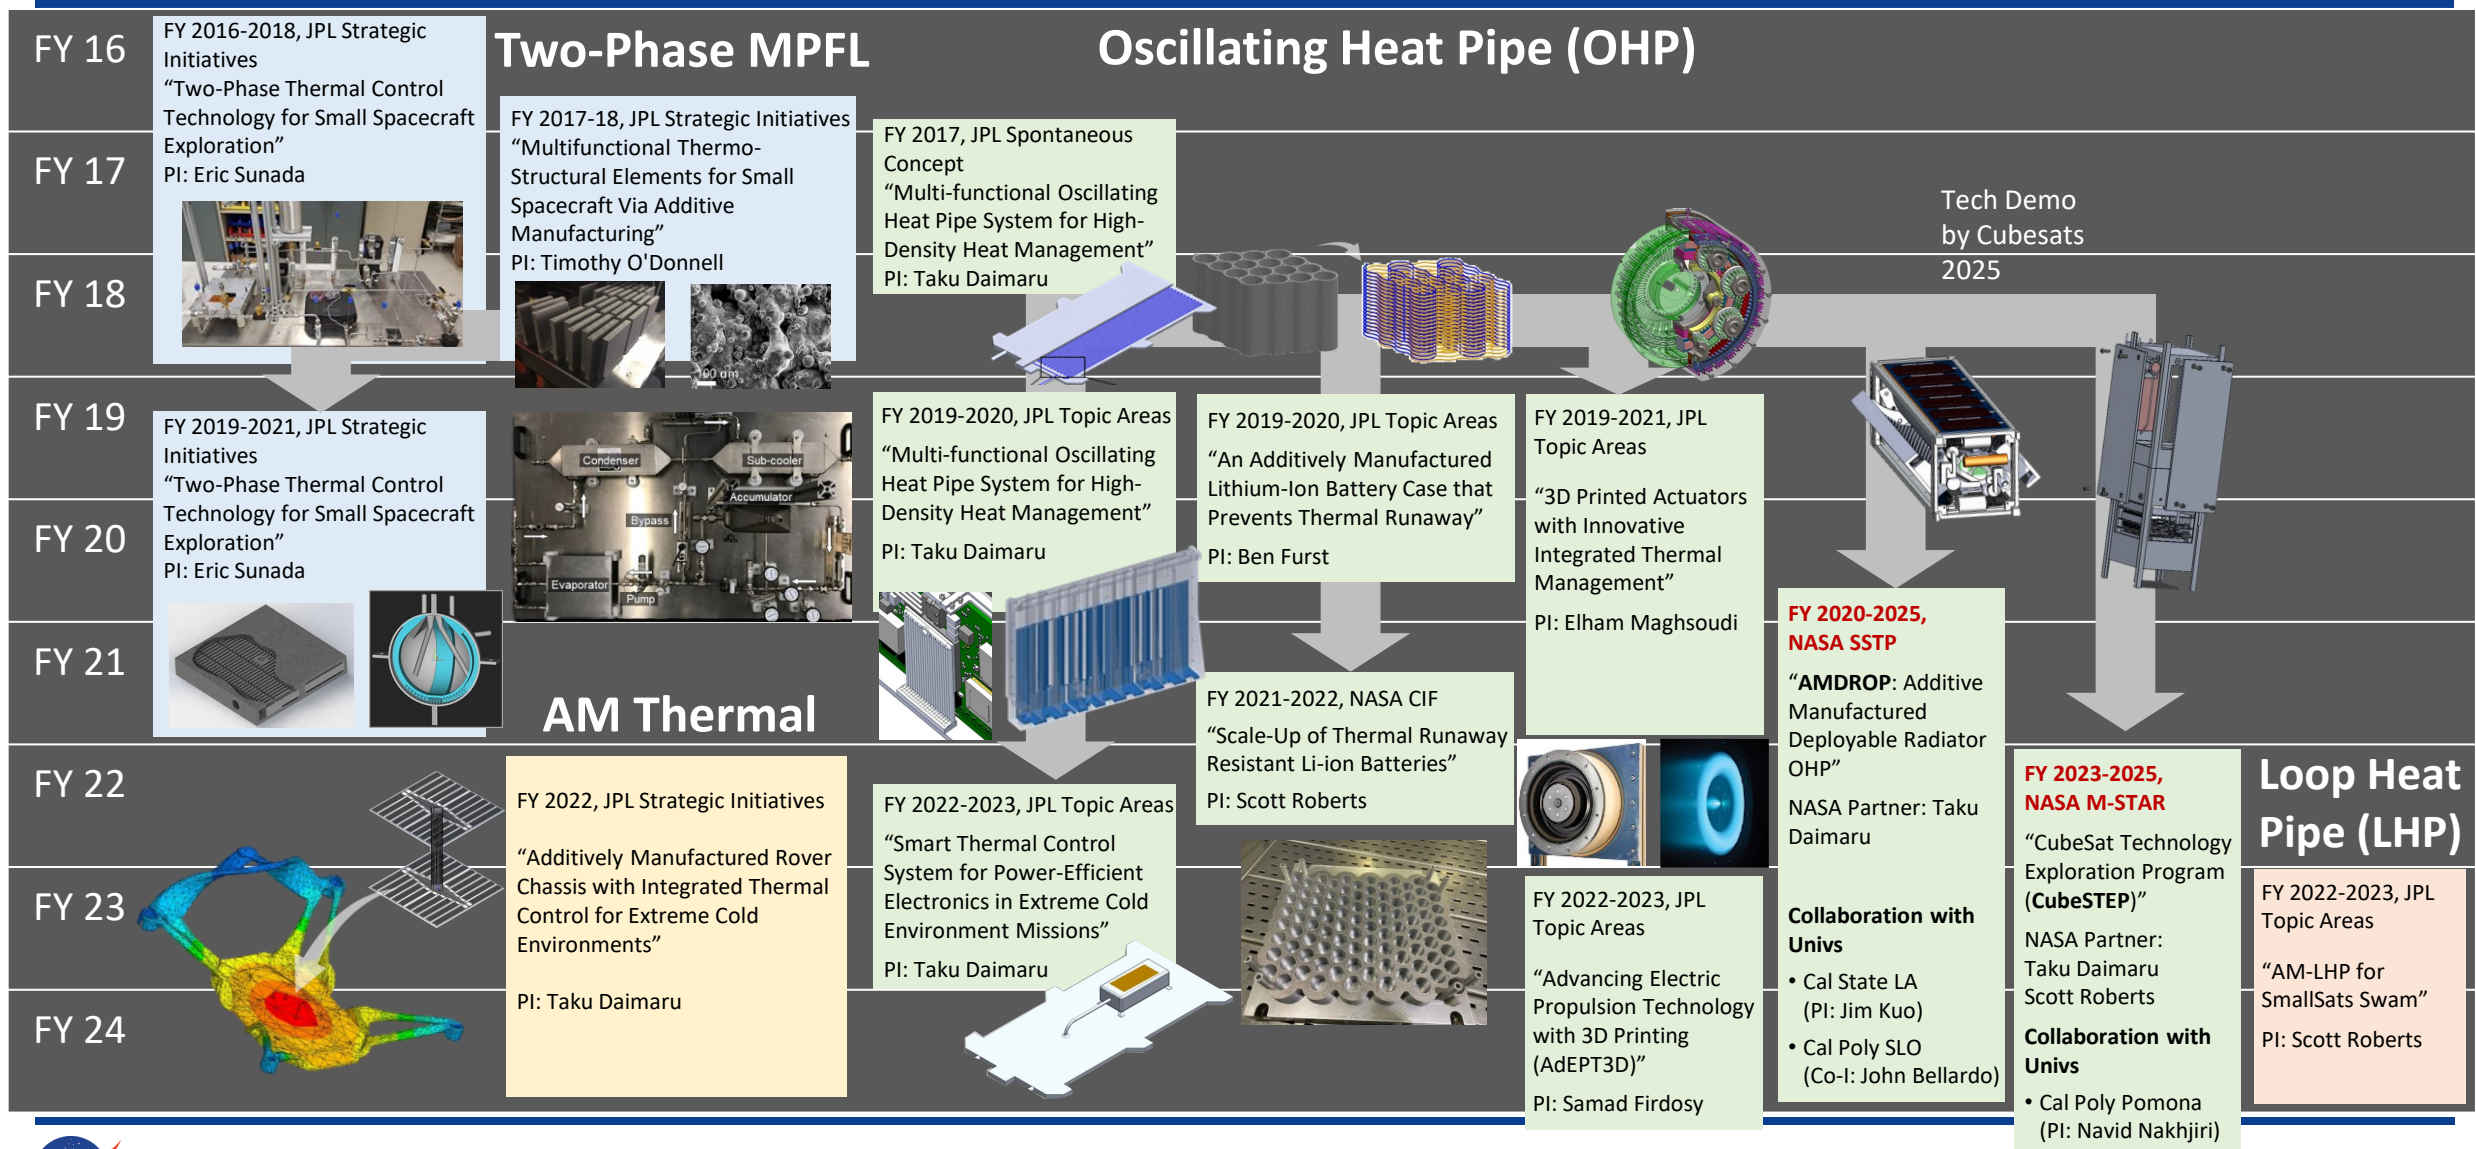 FY 16
FY 17
FY 18
FY 19
FY 20
FY 21
FY 22
FY 23
FY 24
Two-Phase MPFL
FY 2016-2018, JPL Strategic
Initiatives
“Two-Phase Thermal Control
Technology for Small Spacecraft
Exploration”
PI: Eric Sunada
FY 2017-18, JPL Strategic Initiatives
“Multifunctional Thermo-
Structural Elements for Small
Spacecraft Via Additive
Manufacturing”
PI: Timothy O'Donnell
100 um
FY 2019-2021, JPL Strategic
Initiatives
“Two-Phase Thermal Control
Technology for Small Spacecraft
Exploration”
PI: Eric Sunada
Condenser
Sub-cooler
Accumulator
Bypass
Evaporator
Pump
AM Thermal
FY 2022, JPL Strategic Initiatives
“Additively Manufactured Rover
Chassis with Integrated Thermal
Control for Extreme Cold
Environments”
PI: Taku Daimaru
Oscillating Heat Pipe (OHP)
FY 2017, JPL Spontaneous
Concept
“Multi-functional Oscillating
Heat Pipe System for High-
Density Heat Management”
PI: Taku Daimaru
FY 2019-2020, JPL Topic Areas
“Multi-functional Oscillating
Heat Pipe System for High-
Density Heat Management”
PI: Taku Daimaru
FY 2022-2023, JPL Topic Areas
“Smart Thermal Control
System for Power-Efficient
Electronics in Extreme Cold
Environment Missions”
PI: Taku Daimaru
FY 2019-2020, JPL Topic Areas
“An Additively Manufactured
Lithium-Ion Battery Case that
Prevents Thermal Runaway”
PI: Ben Furst
FY 2021-2022, NASA CIF
“Scale-Up of Thermal Runaway
Resistant Li-ion Batteries”
PI: Scott Roberts
FY 2019-2021, JPL
Topic Areas
“3D Printed Actuators
with Innovative
Integrated Thermal
Management”
PI: Elham Maghsoudi
FY 2022-2023, JPL
Topic Areas
“Advancing Electric
Propulsion Technology
with 3D Printing
(AdEPT3D)”
PI: Samad Firdosy
Tech Demo
by Cubesats
2025
FY 2020-2025,
NASA SSTP
“AMDROP: Additive
Manufactured
Deployable Radiator
OHP”
NASA Partner: Taku
Daimaru
Collaboration with
Univs
• Cal State LA
(PI: Jim Kuo)
• Cal Poly SLO
(Co-I: John Bellardo)
FY 2023-2025,
NASA M-STAR
“CubeSat Technology
Exploration Program
(CubeSTEP)”
NASA Partner:
Taku Daimaru
Scott Roberts
Collaboration with
Univs
• Cal Poly Pomona
(PI: Navid Nakhjiri)
Loop Heat
Pipe (LHP)
FY 2022-2023, JPL
Topic Areas
“AM-LHP for
SmallSats Swam”
PI: Scott Roberts